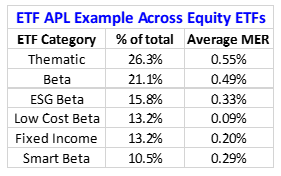 ETF APL Example Across Equity ETFs
ETF Category % of total Average MER
Thematic 26.3% 0.55%
Beta 21.1% 0.49%
ESG Beta 15.8% 0.33%
Low Cost Beta 13.2% 0.09%
Fixed Income 13.2% 0.20%
Smart Beta 10.5% 0.29%